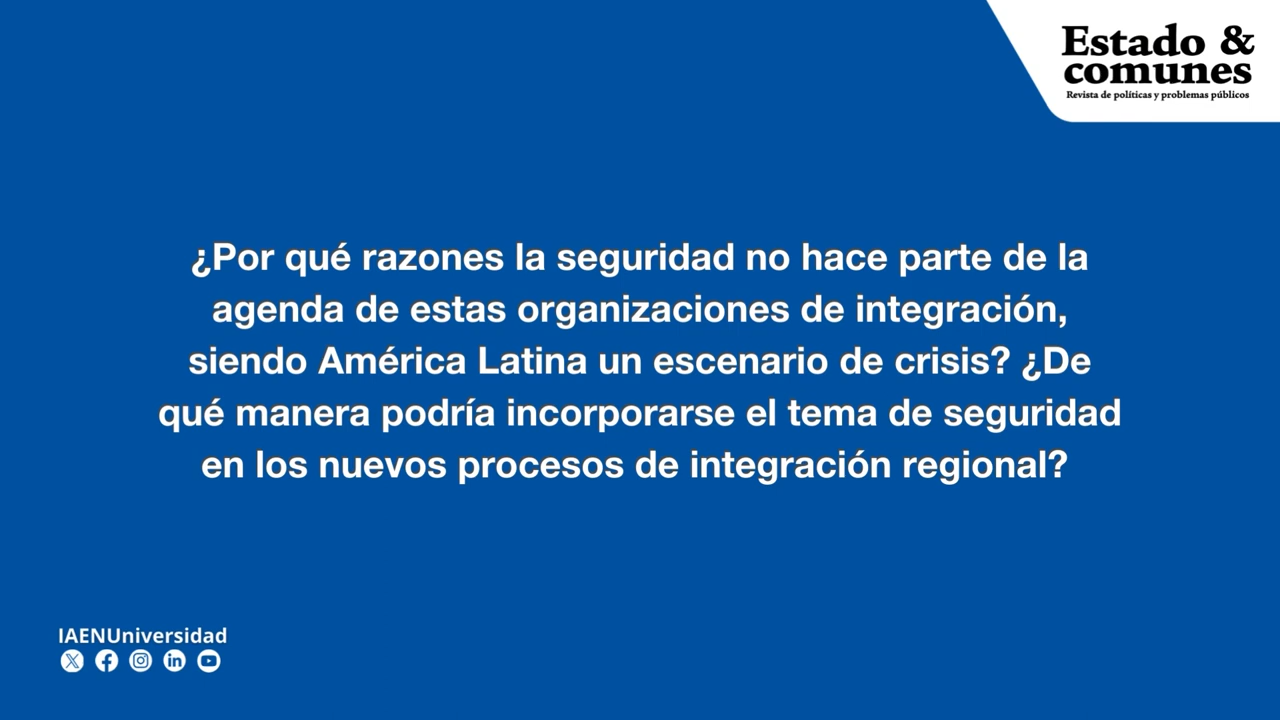 Estado &
comunes
Revista de políticas y problemas públicos
¿Por qué razones la seguridad no hace parte de la
agenda de estas organizaciones de integración,
siendo América Latina un escenario de crisis? ¿De
qué manera podría incorporarse el tema de seguridad
en los nuevos procesos de integración regional?
IAENUniversidad